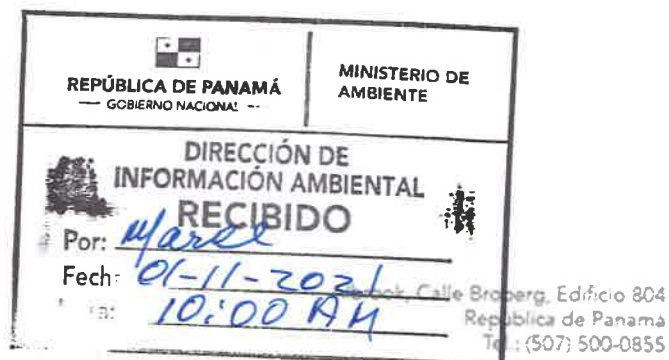 REPÚBLICA DE PANAMÁ
— GOBIERNO NACIONAL —
MINISTERIO DE
AMBIENTE
DIRECCIÓN DE
INFORMACIÓN AMBIENTAL
RECIBIDO
Por: Marcel
Fech 01-11-2021
10:00 AM
Calle Broberg, Edificio 804
República de Panamá
Tel.: (507) 500-0855